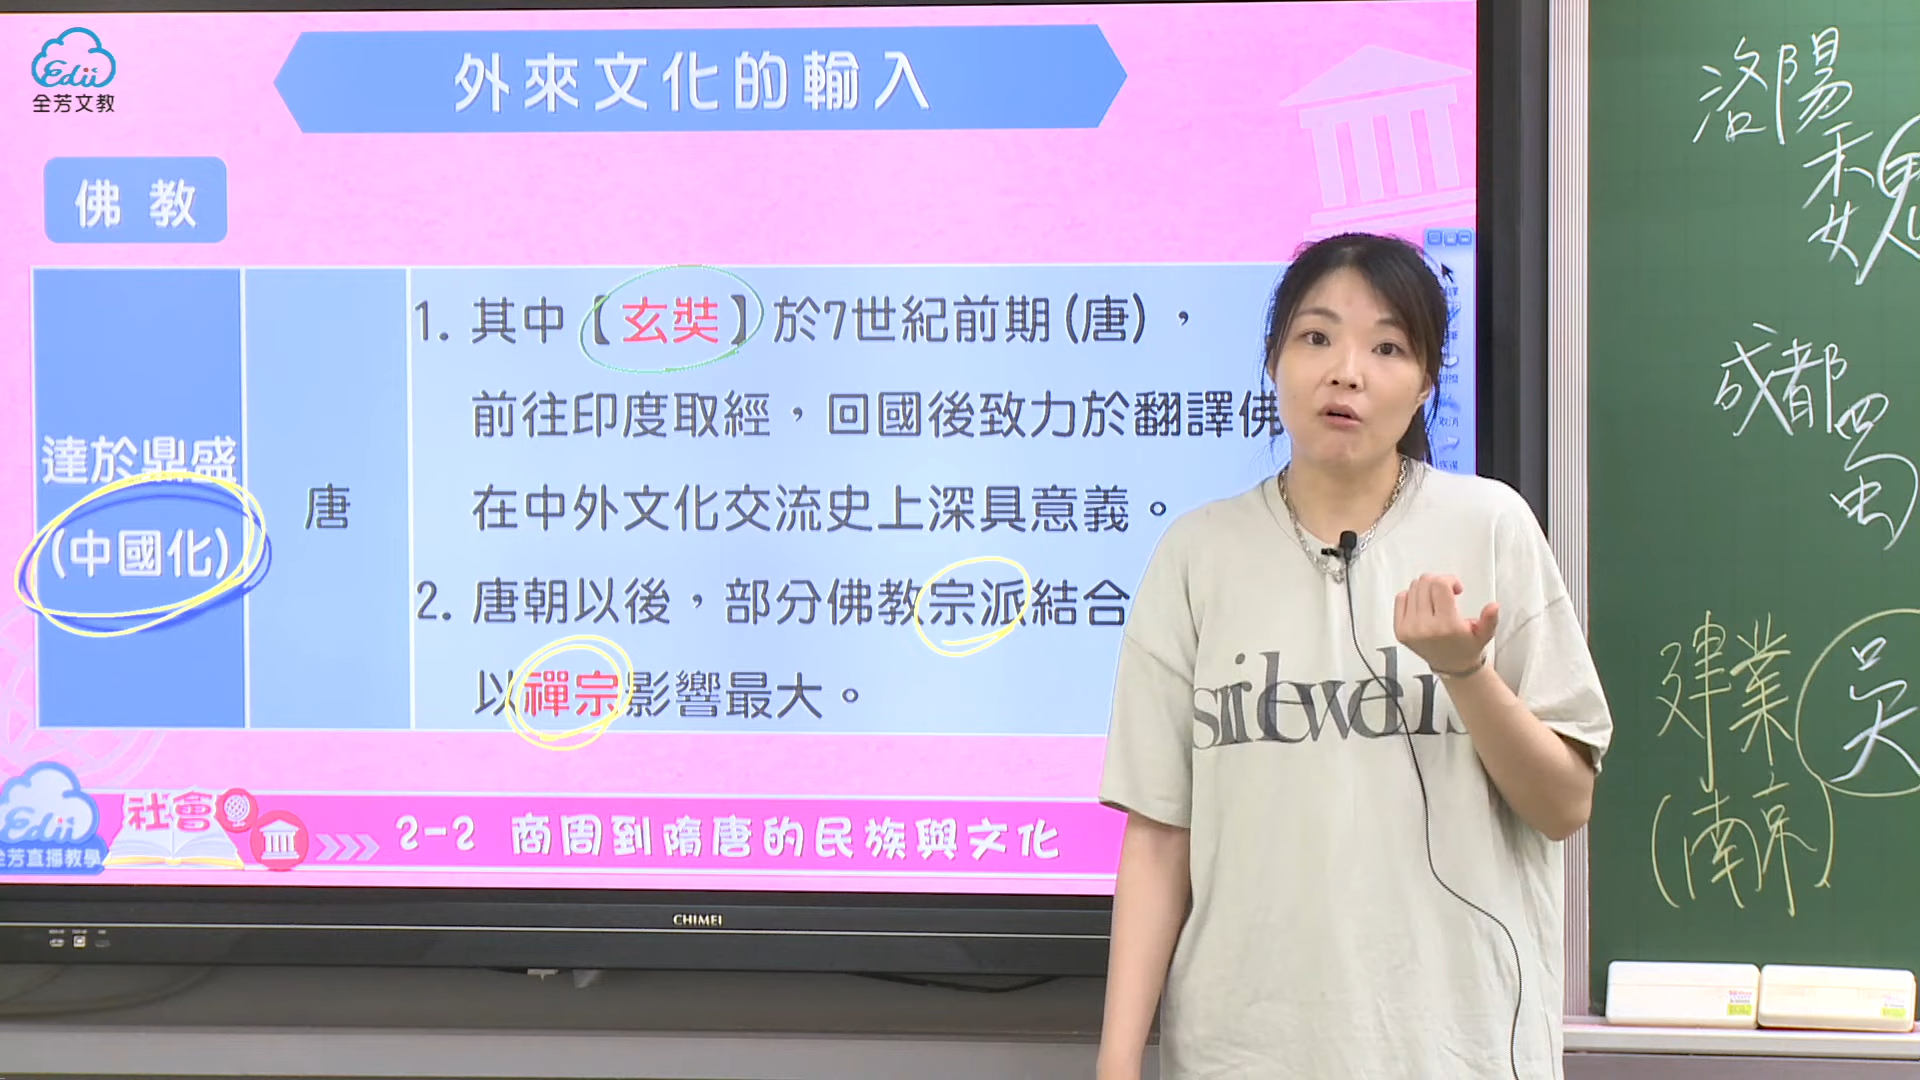 Edii
全芳文教
外來文化的輸入
佛教
達於鼎盛
(中國化)
唐
1. 其中【玄奘】於7世紀前期(唐)，
前往印度取經，回國後致力於翻譯佛
在中外文化交流史上深具意義。
2. 唐朝以後，部分佛教宗派結合
以禪宗影響最大。
Edii
全芳直播教學
社會
2-2 商周到隋唐的民族與文化
CHIMEI
洛陽
魏
成都
蜀
建業
吳
(南京)